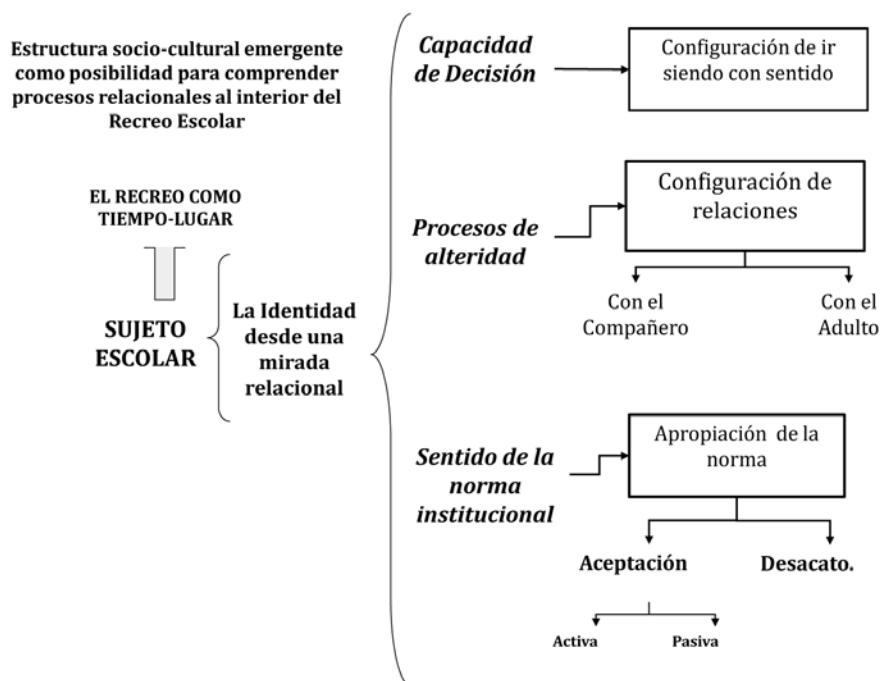 Estructura socio-cultural emergente
como posibilidad para comprender
procesos relacionales al interior del
Recreo Escolar
EL RECREO COMO
TIEMPO-LUGAR
SUJETO
ESCOLAR
La Identidad
desde una
mirada
relacional
Capacidad
de Decisión
Configuración de ir
siendo con sentido
Procesos de
alteridad
Configuración de
relaciones
Con el
Compañero
Con el
Adulto
Sentido de la
norma
institucional
Apropiación de la
norma
Aceptación
Desacato.
Activa
Pasiva